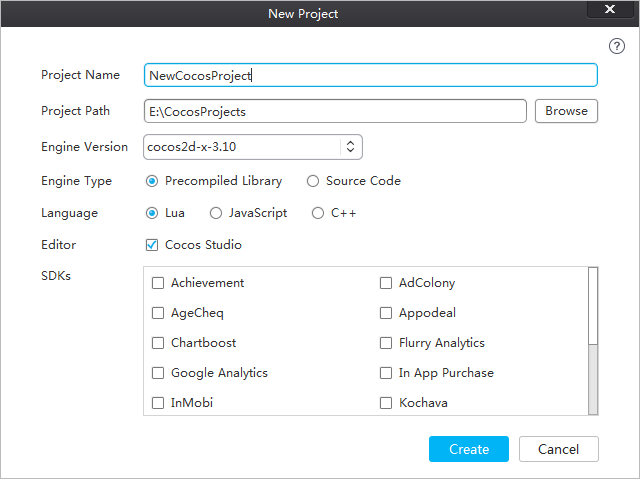 New Project
Project Name NewCocosProject
Project Path E:\CocosProjects Browse
Engine Version cocos2d-x-3.10
Engine Type Precompiled Library Source Code
Language Lua JavaScript C++
Editor Cocos Studio
SDKs
Achievement AdColony
AgeCheq Appodeal
Chartboost Flurry Analytics
Google Analytics In App Purchase
InMobi Kochava
Create Cancel